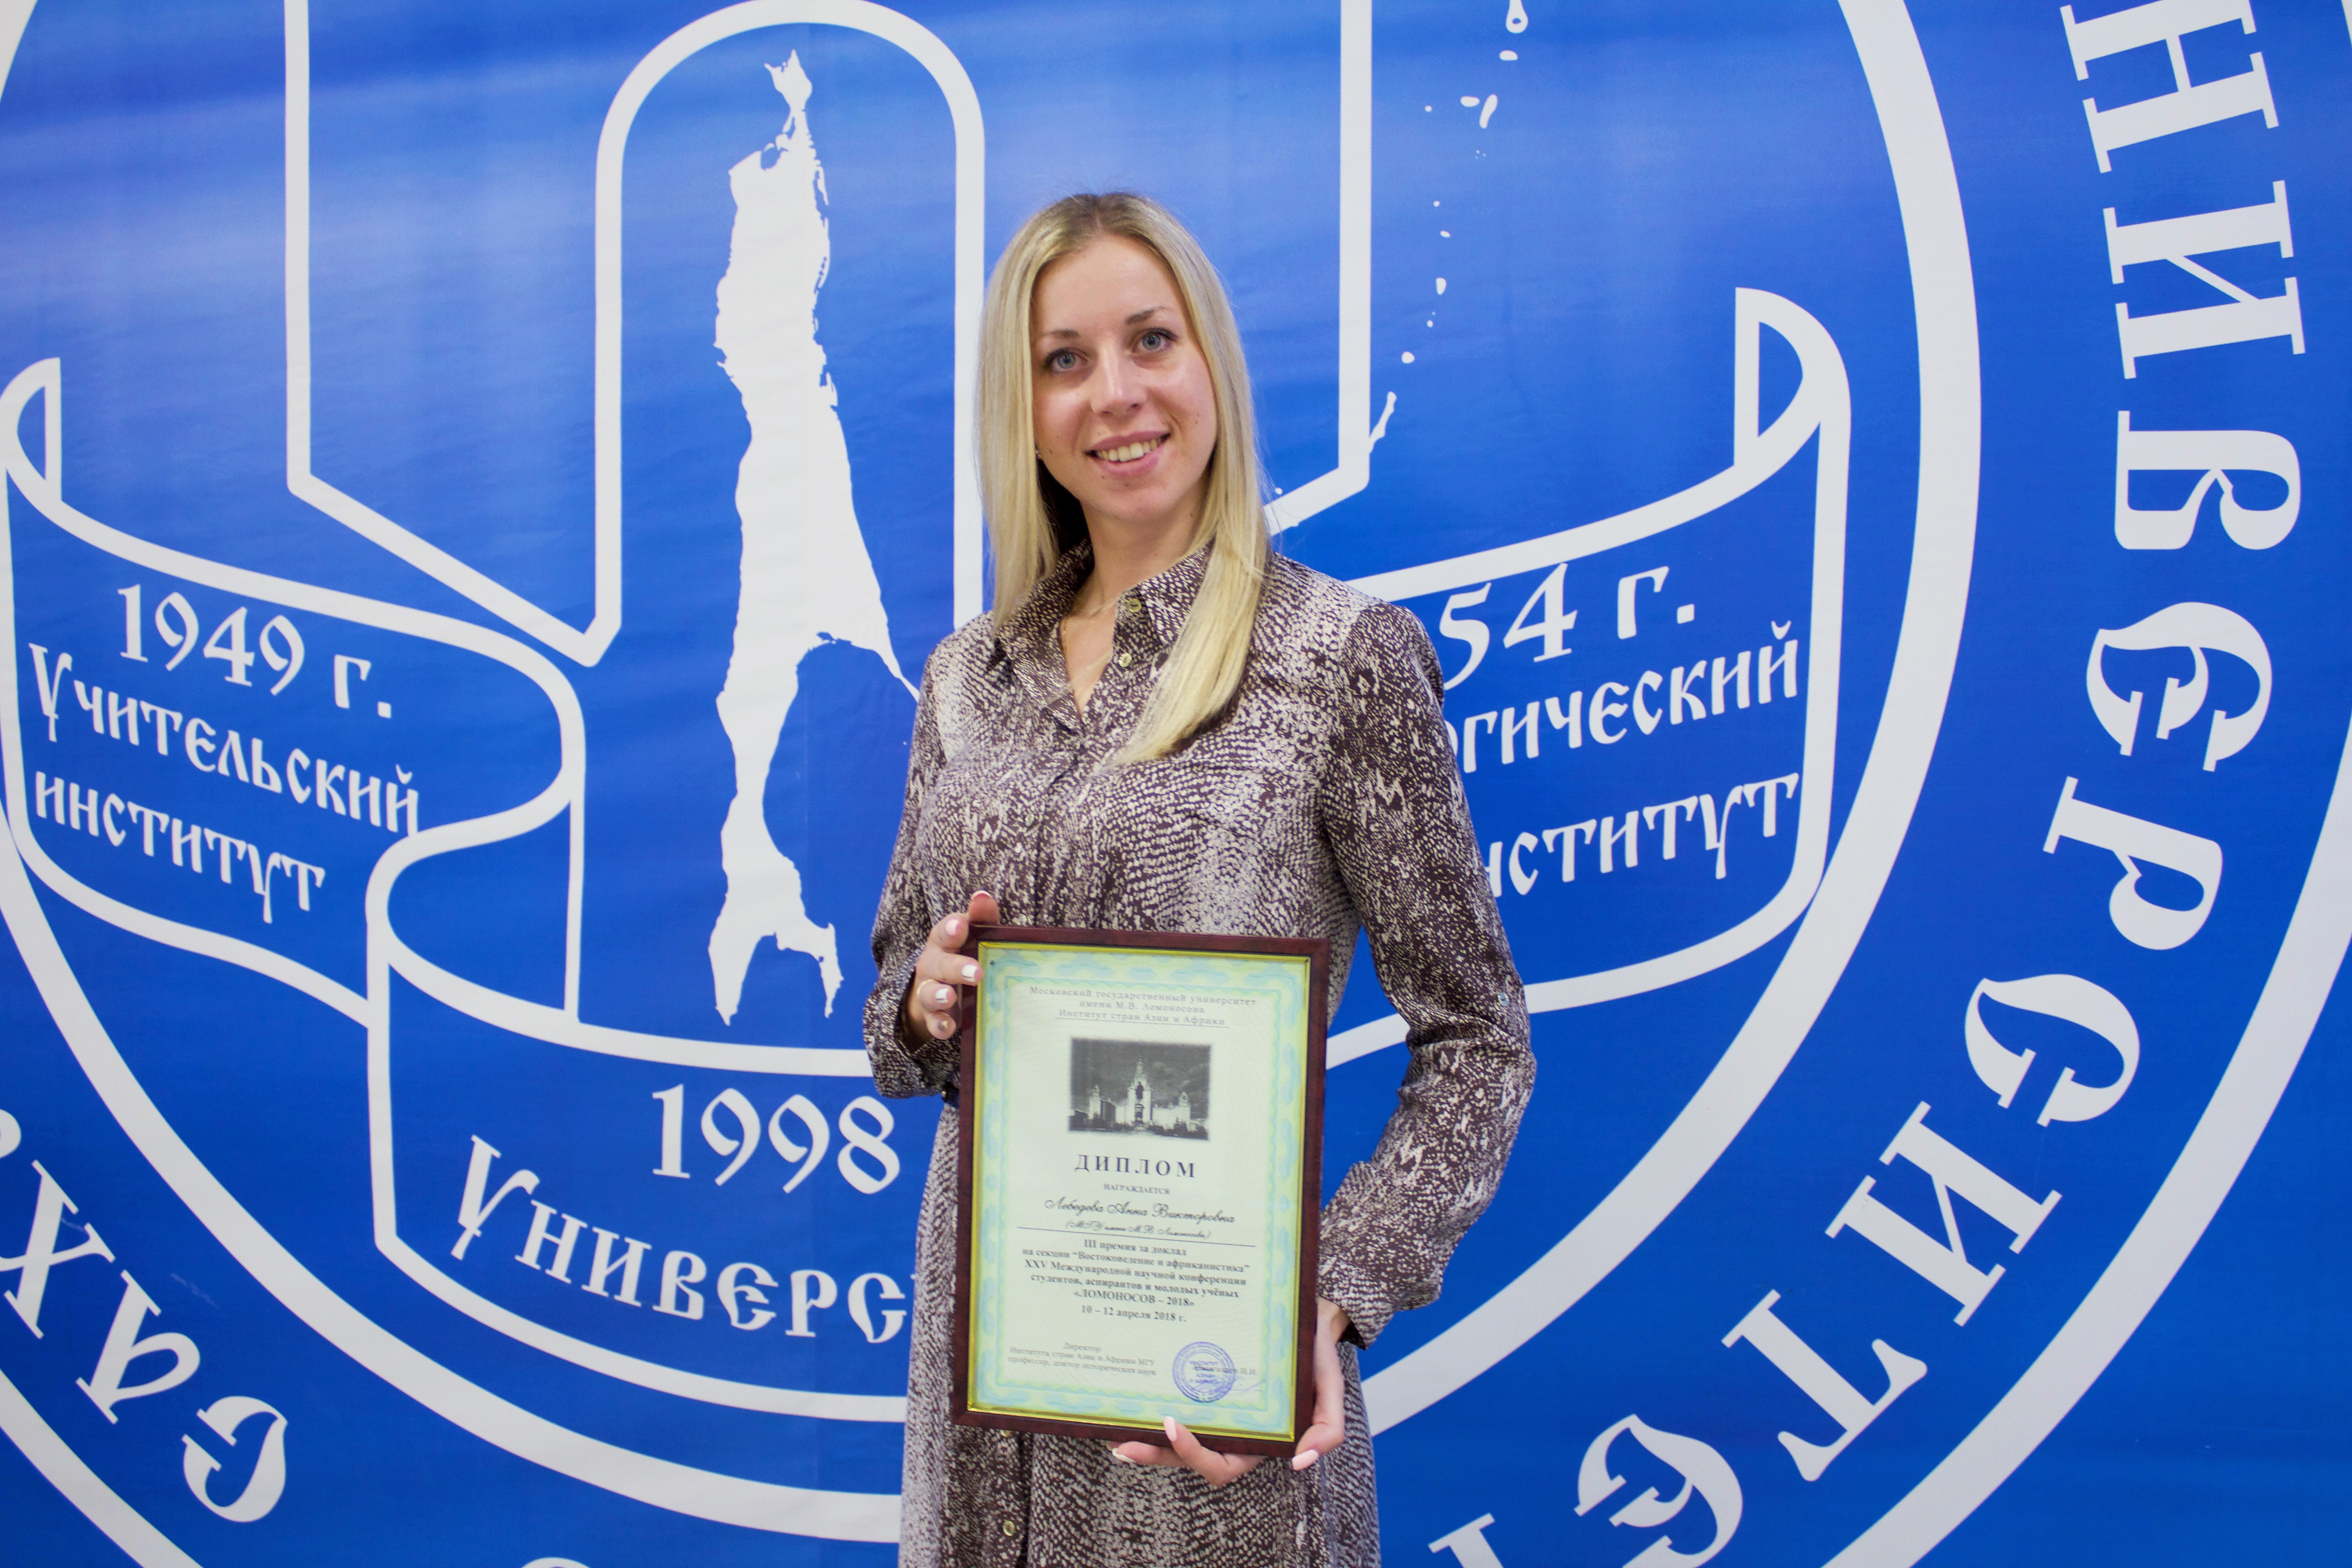 1949 г.
Учительский
институт
54 г.
огический
нститут
1998
Универс
САХ
НИВЕРСИТЕТ
Московский государственный университет
имени М.В. Ломоносова
Институт стран Азии и Африки
ДИПЛОМ
НАГРАЖДАЕТСЯ
Лебедева Анна Викторовна
(МГУ имени М.В. Ломоносова)
III премия за доклад
на секции "Востоковедение и африканистика"
XXV Международной научной конференции
студентов, аспирантов и молодых учёных
«ЛОМОНОСОВ – 2018»
10 – 12 апреля 2018 г.
Директор
Института стран Азии и Африки МГУ
профессор, доктор исторических наук